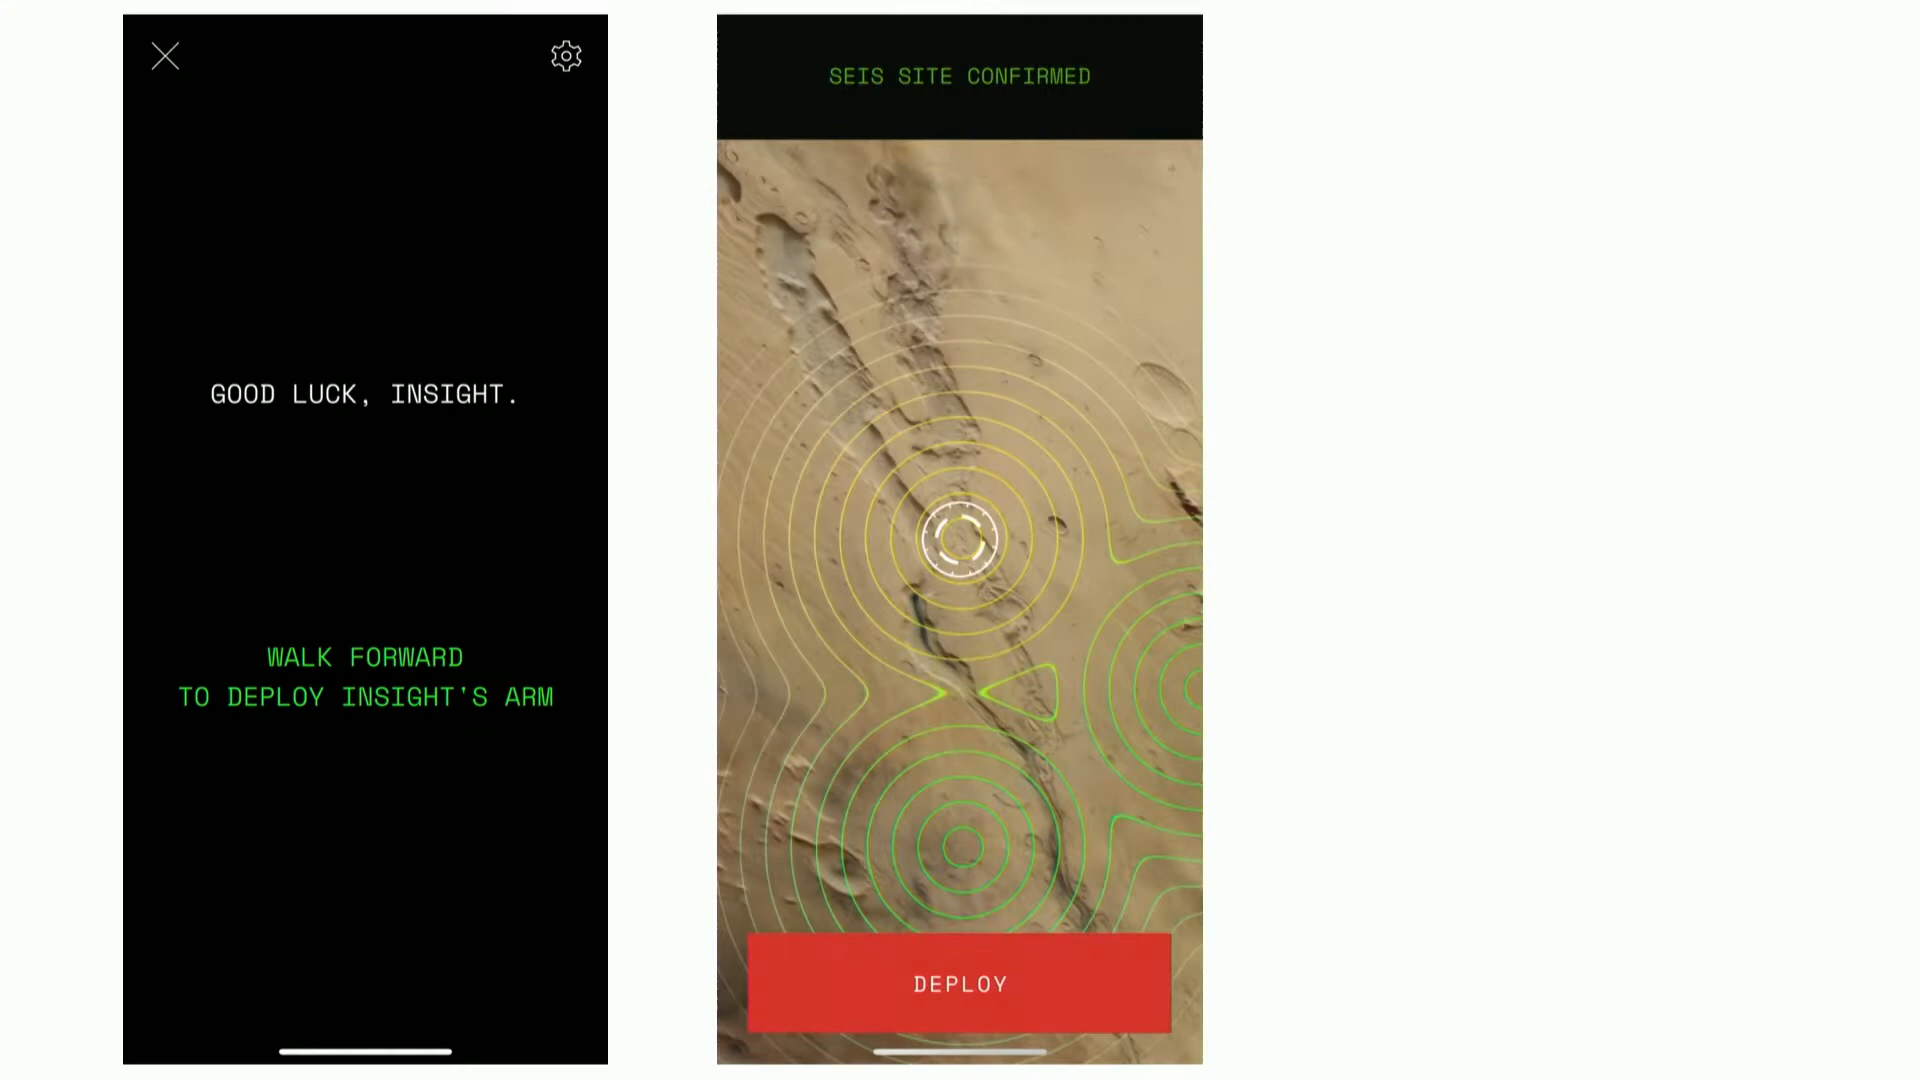 GOOD LUCK, INSIGHT.
WALK FORWARD
TO DEPLOY INSIGHT'S ARM
SEIS SITE CONFIRMED
DEPLOY